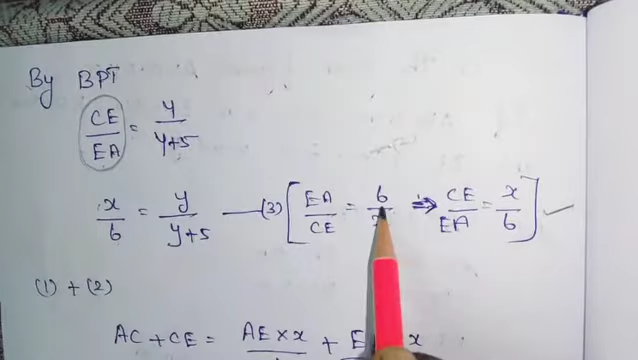 By BPT
CE/EA = y/y+5
x/6 = y/y+5 —(3) [EA/CE = 6/ ⇒ CE/EA = x/6] ✓
(1) + (2)
AC + CE = AE×x + E x